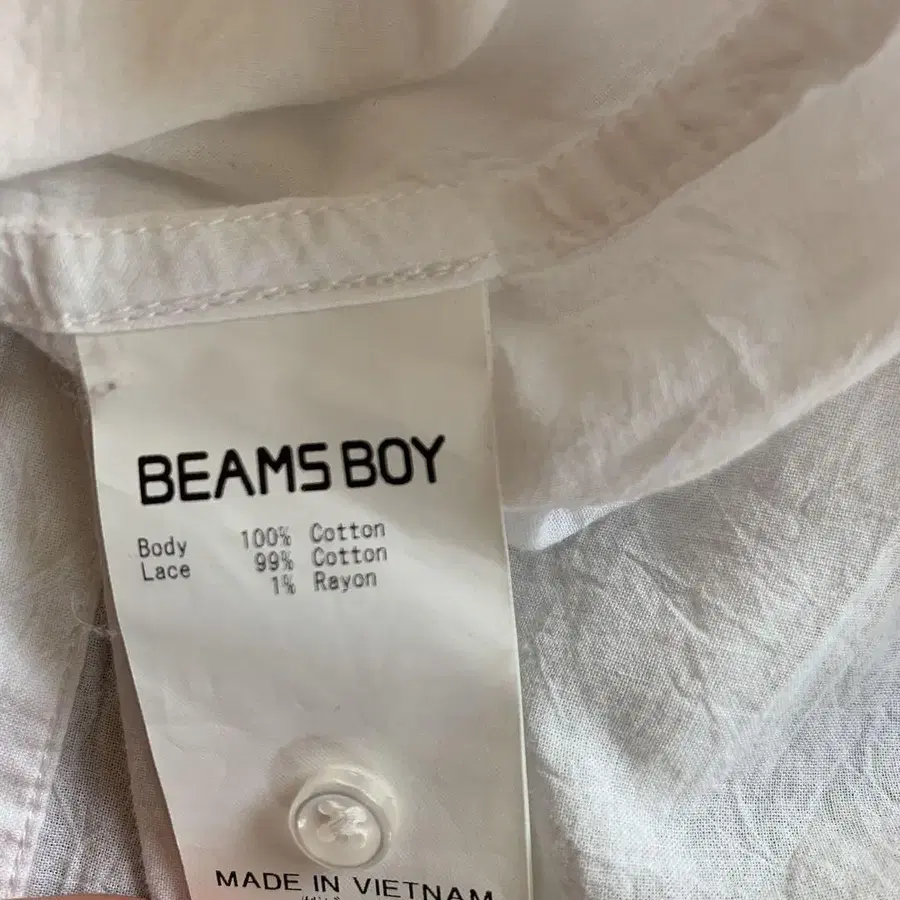 BEAMS BOY
Body 100% Cotton
Lace 99% Cotton
1% Rayon
MADE IN VIETNAM